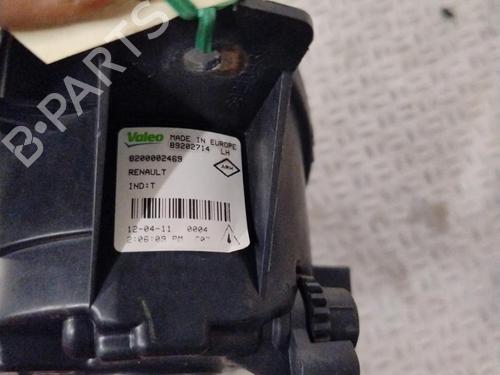 Valeo MADE IN EUROPE
89202714 LH
8200002469
RENAULT
IND:T
12-04-11 0004
2:06:09 PM
B-PARTS